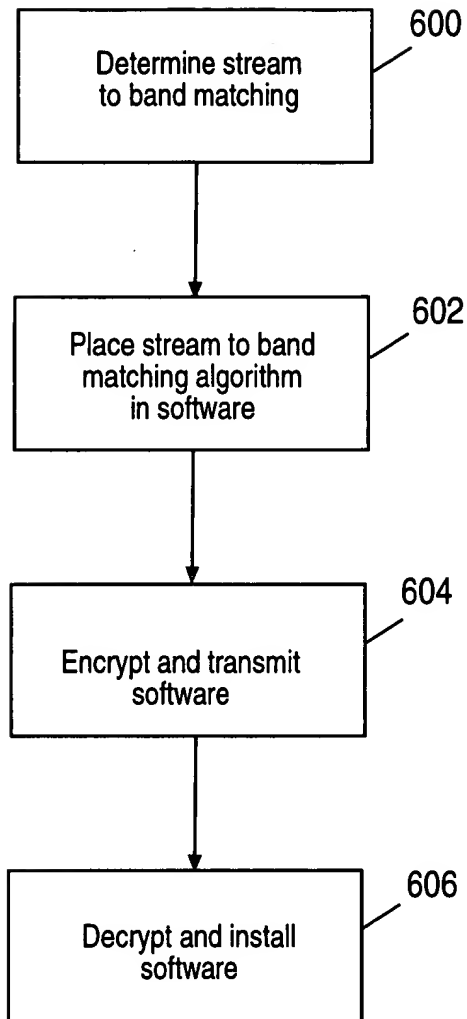 600
Determine stream
to band matching
602
Place stream to band
matching algorithm
in software
604
Encrypt and transmit
software
606
Decrypt and install
software